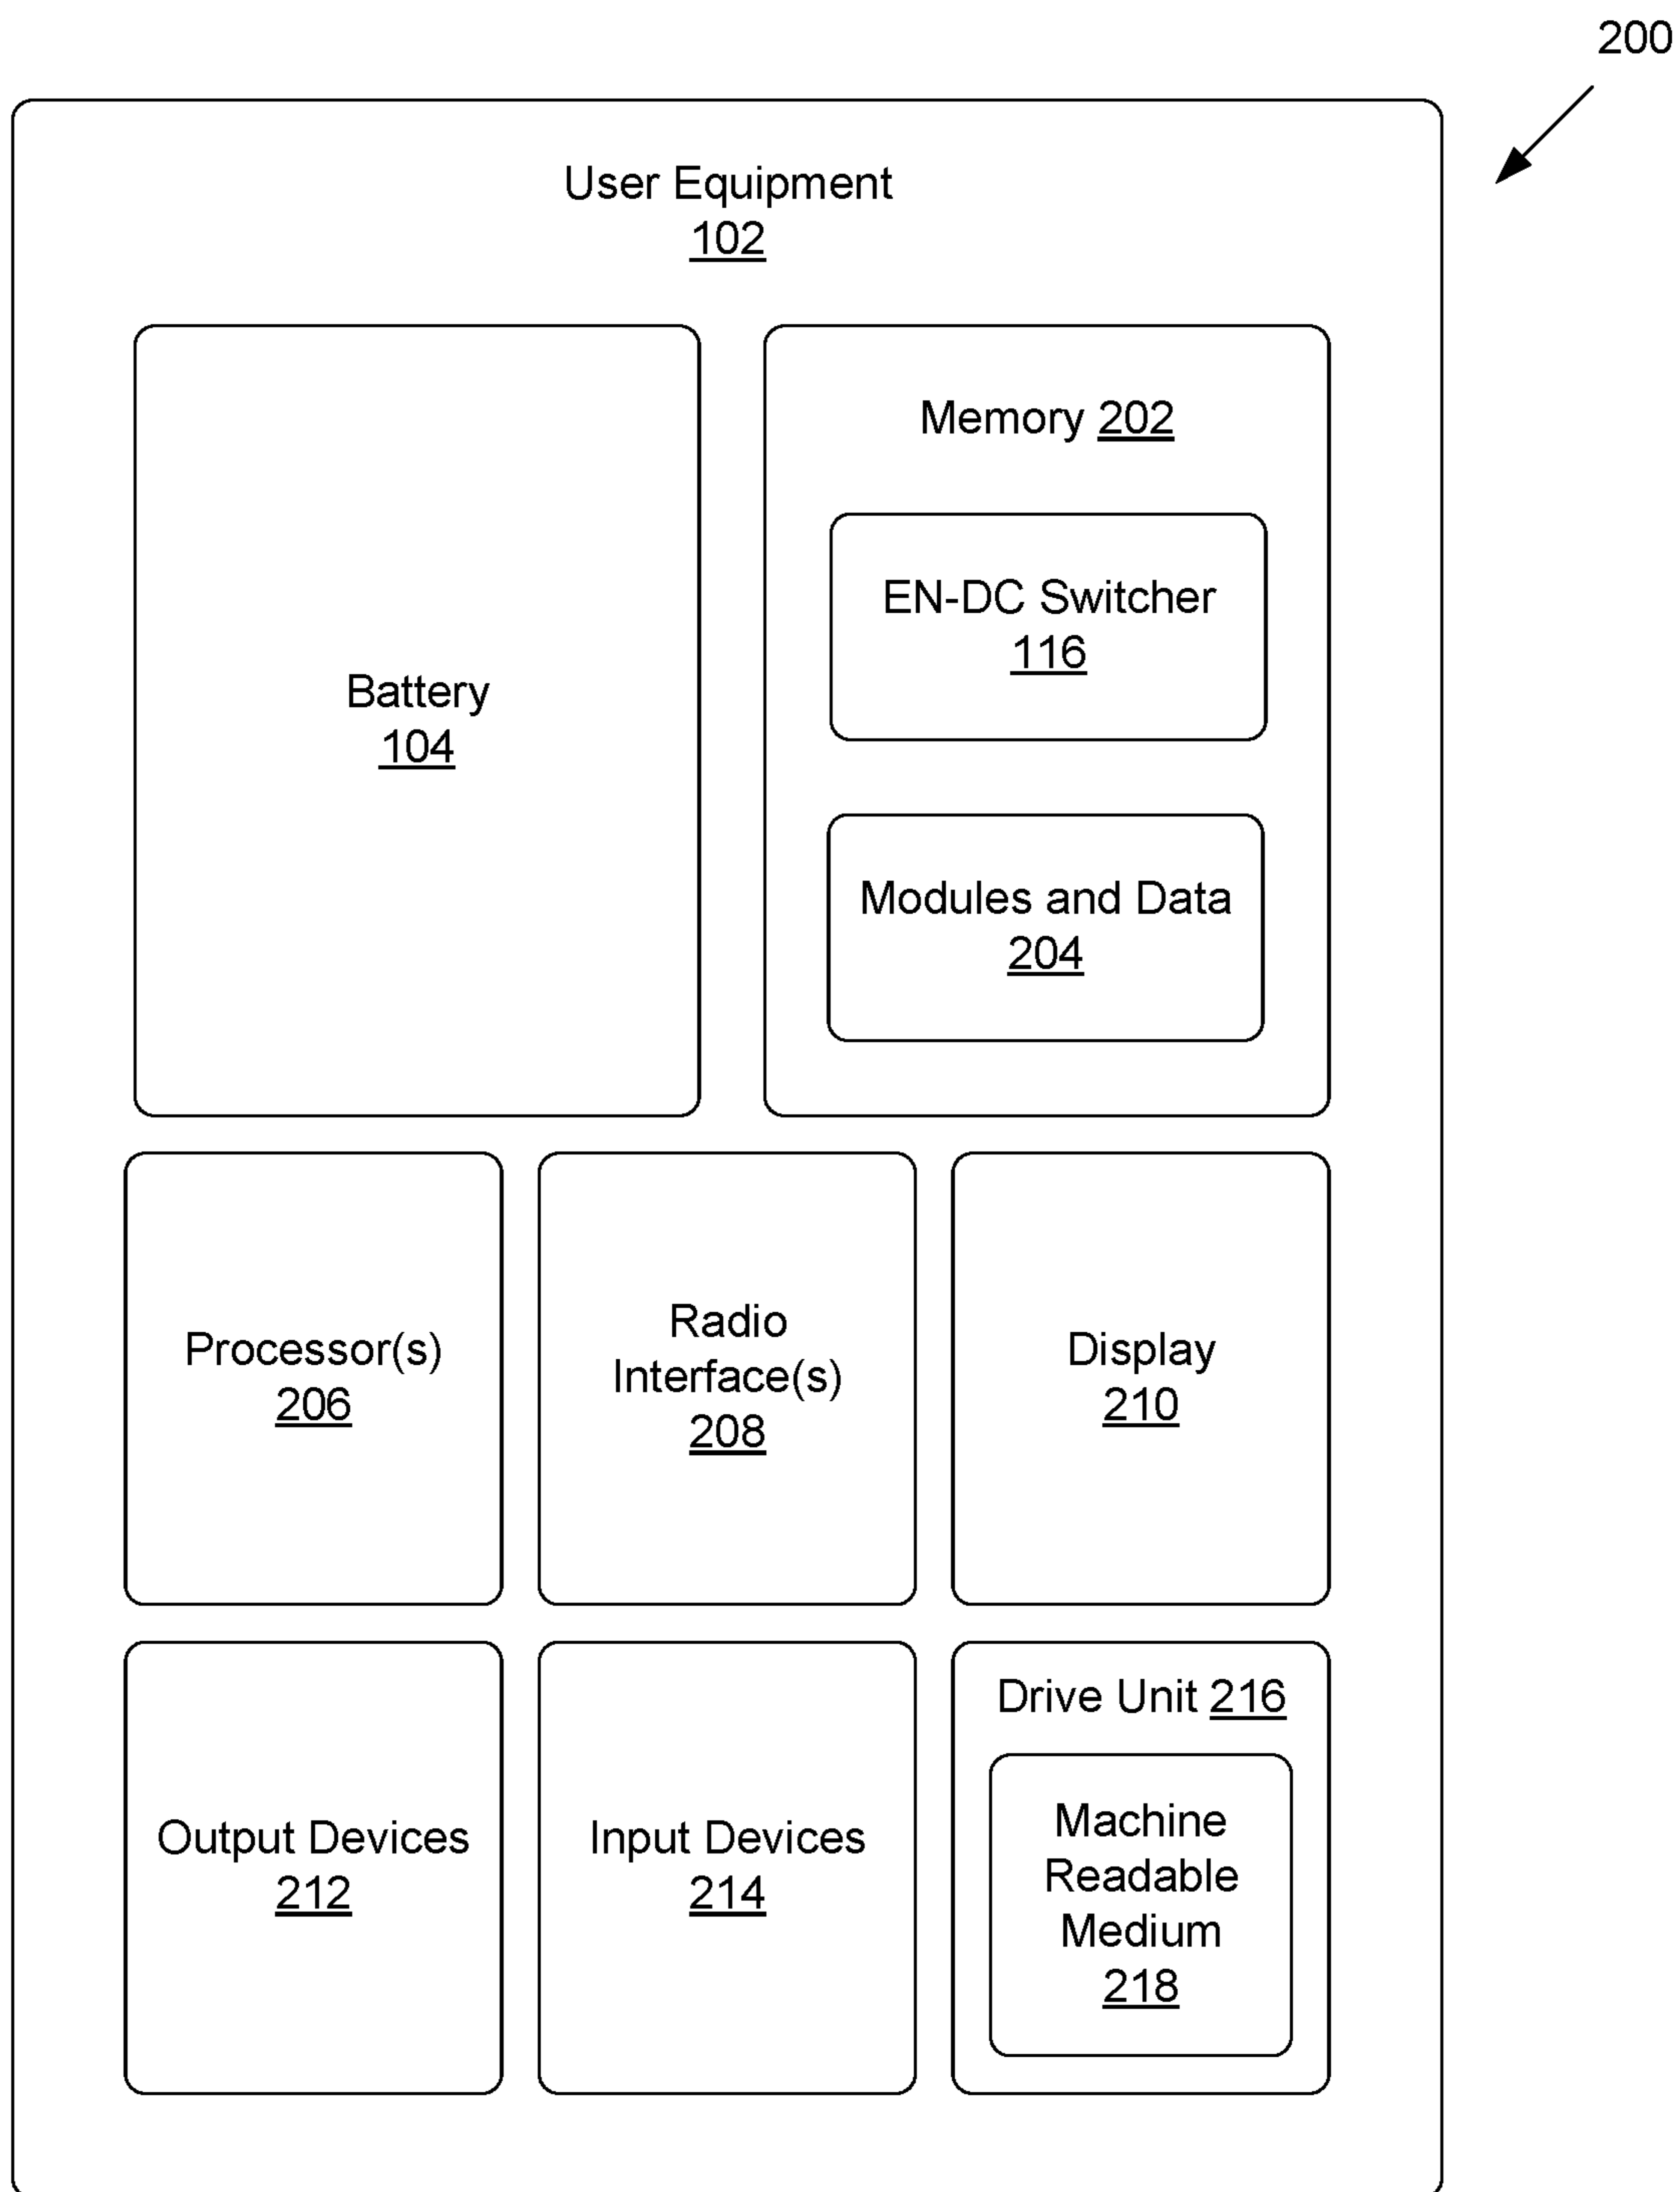 200
User Equipment
102
Battery
104
Memory 202
EN-DC Switcher
116
Modules and Data
204
Processor(s)
206
Radio
Interface(s)
208
Display
210
Output Devices
212
Input Devices
214
Drive Unit 216
Machine
Readable
Medium
218